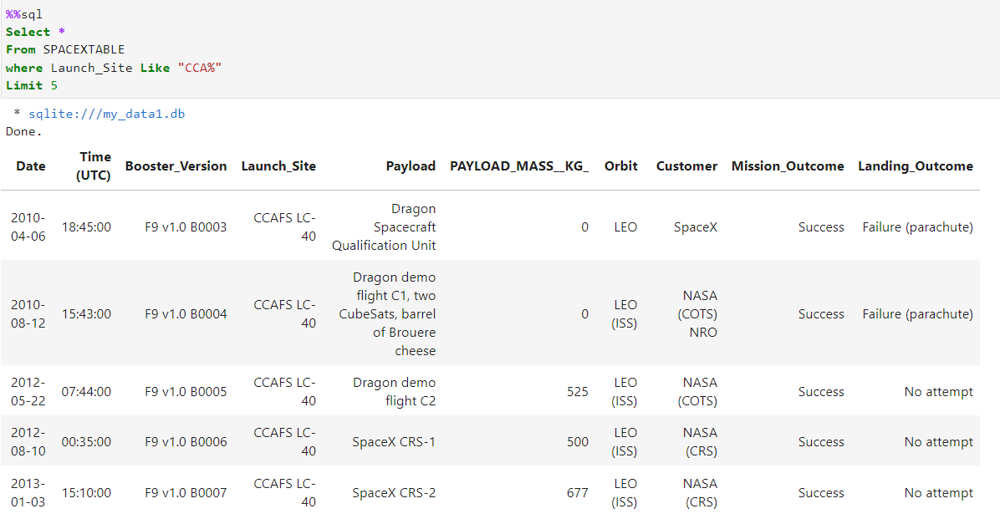 %%sql
Select *
From SPACEXTABLE
where Launch_Site Like "CCA%"
Limit 5
* sqlite:///my_data1.db
Done.
Date Time (UTC) Booster_Version Launch_Site Payload PAYLOAD_MASS__KG_ Orbit Customer Mission_Outcome Landing_Outcome
2010-04-06 18:45:00 F9 v1.0 B0003 CCAFS LC-40 Dragon Spacecraft Qualification Unit 0 LEO SpaceX Success Failure (parachute)
2010-08-12 15:43:00 F9 v1.0 B0004 CCAFS LC-40 Dragon demo flight C1, two CubeSats, barrel of Brouere cheese 0 LEO (ISS) NASA (COTS) NRO Success Failure (parachute)
2012-05-22 07:44:00 F9 v1.0 B0005 CCAFS LC-40 Dragon demo flight C2 525 LEO (ISS) NASA (COTS) Success No attempt
2012-08-10 00:35:00 F9 v1.0 B0006 CCAFS LC-40 SpaceX CRS-1 500 LEO (ISS) NASA (CRS) Success No attempt
2013-01-03 15:10:00 F9 v1.0 B0007 CCAFS LC-40 SpaceX CRS-2 677 LEO (ISS) NASA (CRS) Success No attempt